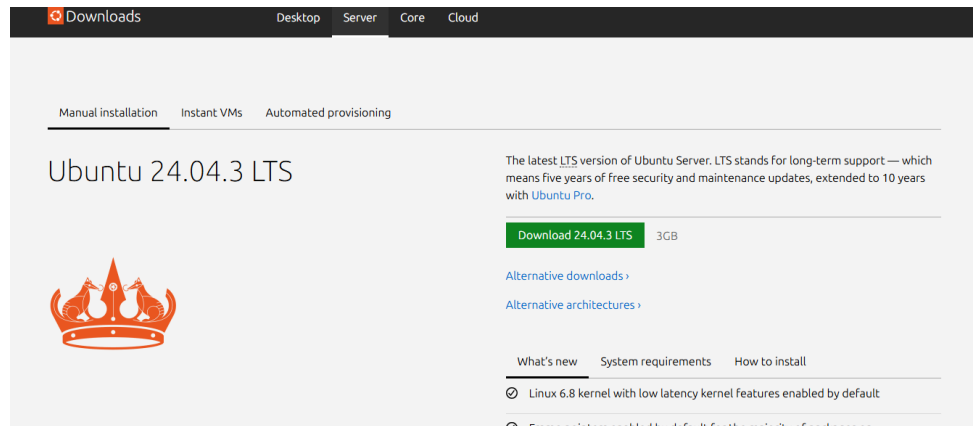 Downloads
Desktop Server Core Cloud
Manual installation Instant VMs Automated provisioning
Ubuntu 24.04.3 LTS
The latest LTS version of Ubuntu Server. LTS stands for long-term support — which
means five years of free security and maintenance updates, extended to 10 years
with Ubuntu Pro.
Download 24.04.3 LTS 3GB
Alternative downloads ›
Alternative architectures ›
What's new System requirements How to install
Linux 6.8 kernel with low latency kernel features enabled by default